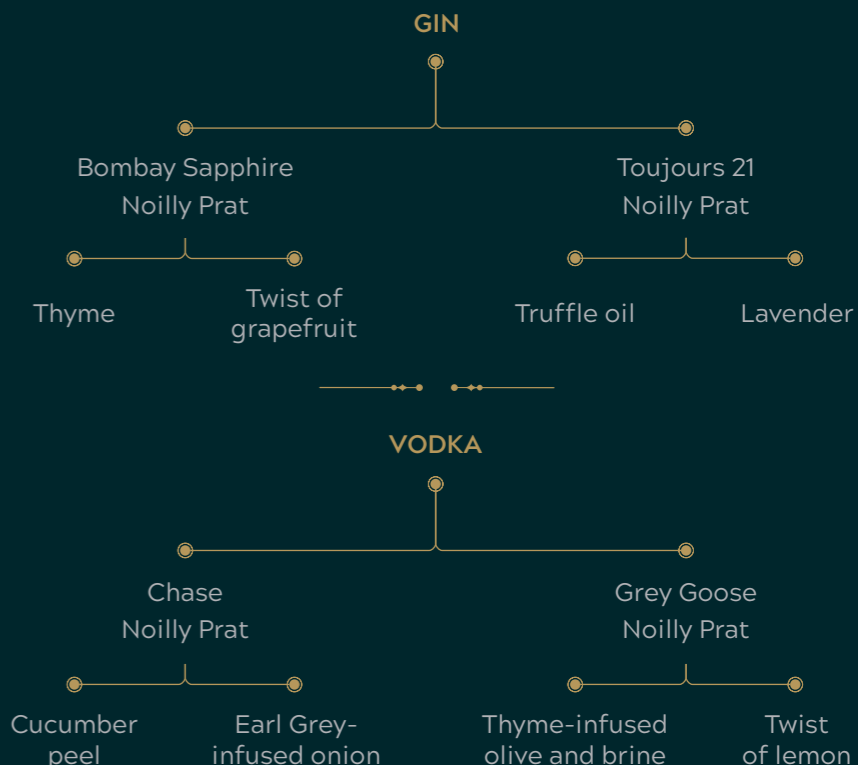 GIN
Bombay Sapphire
Noilly Prat
Toujours 21
Noilly Prat
Thyme
Twist of
grapefruit
Truffle oil
Lavender
VODKA
Chase
Noilly Prat
Grey Goose
Noilly Prat
Cucumber
peel
Earl Grey-
infused onion
Thyme-infused
olive and brine
Twist
of lemon